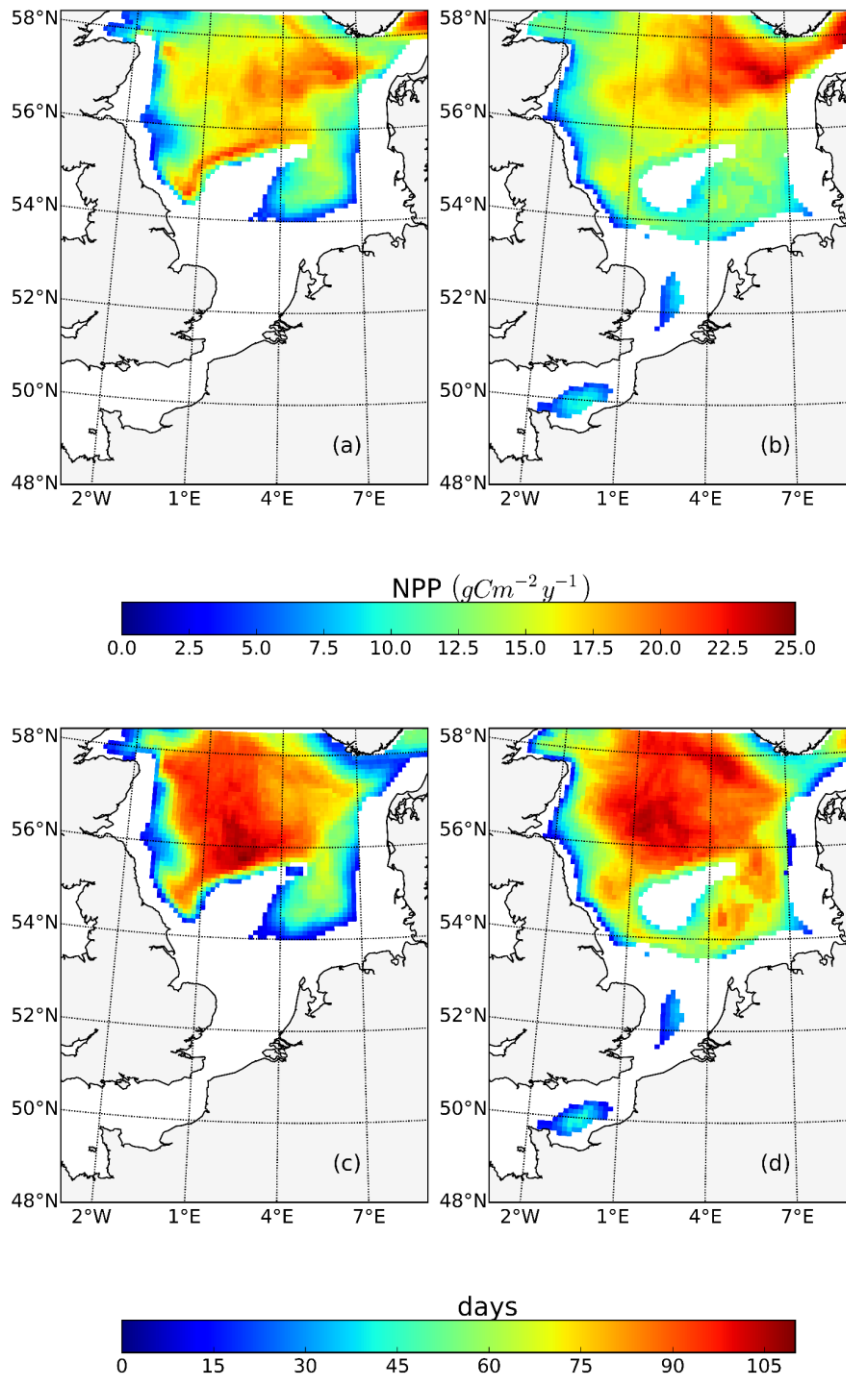 58°N
56°N
54°N
52°N
50°N
48°N
2°W 1°E 4°E 7°E
(a)
58°N
56°N
54°N
52°N
50°N
48°N
2°W 1°E 4°E 7°E
(b)
NPP (gCm⁻² y⁻¹)
0.0 2.5 5.0 7.5 10.0 12.5 15.0 17.5 20.0 22.5 25.0
58°N
56°N
54°N
52°N
50°N
48°N
2°W 1°E 4°E 7°E
(c)
58°N
56°N
54°N
52°N
50°N
48°N
2°W 1°E 4°E 7°E
(d)
days
0 15 30 45 60 75 90 105